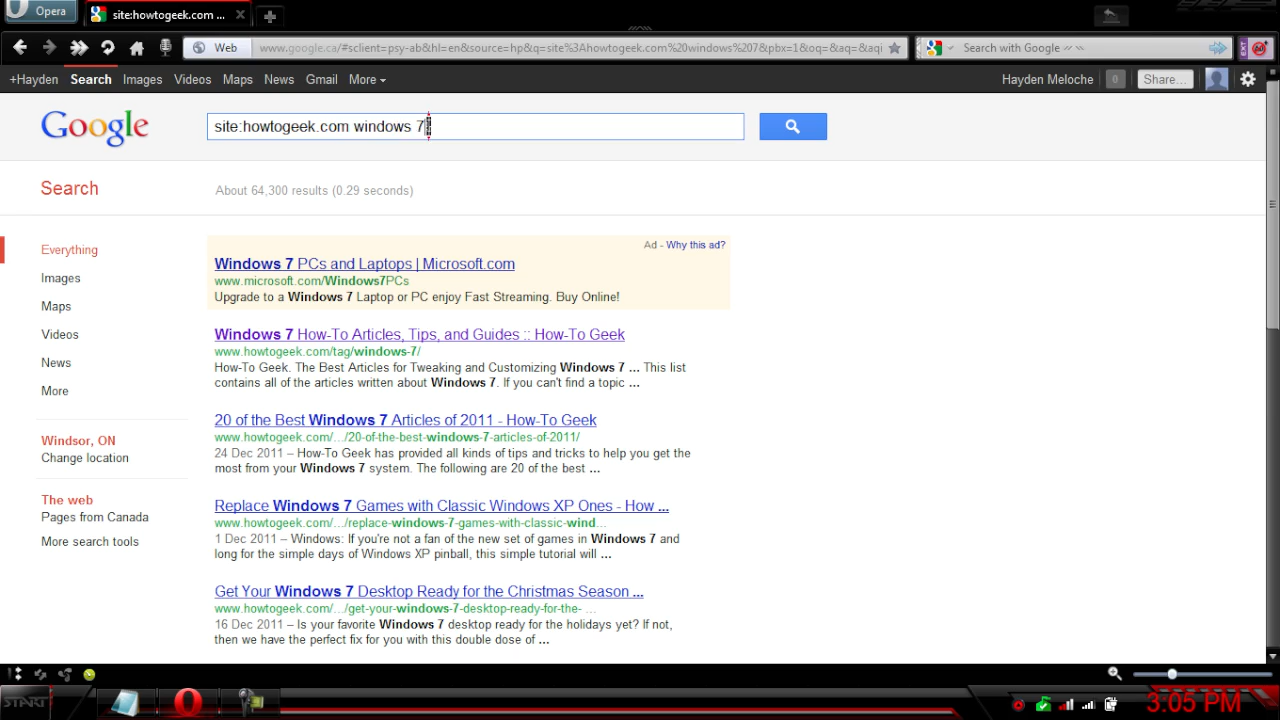 Opera
site:howtogeek.com ...
Web
www.google.ca/#sclient=psy-ab&hl=en&source=hp&q=site%3Ahowtogeek.com%20windows%207&pbx=1&oq=&aq=&aqi
Search with Google
+Hayden Search Images Videos Maps News Gmail More
Hayden Meloche 0 Share...
Google
site:howtogeek.com windows 7
Search
About 64,300 results (0.29 seconds)
Everything
Images
Maps
Videos
News
More
Windsor, ON
Change location
The web
Pages from Canada
More search tools
Ad - Why this ad?
Windows 7 PCs and Laptops | Microsoft.com
www.microsoft.com/Windows7PCs
Upgrade to a Windows 7 Laptop or PC enjoy Fast Streaming. Buy Online!
Windows 7 How-To Articles, Tips, and Guides :: How-To Geek
www.howtogeek.com/tag/windows-7/
How-To Geek. The Best Articles for Tweaking and Customizing Windows 7 ... This list
contains all of the articles written about Windows 7. If you can't find a topic ...
20 of the Best Windows 7 Articles of 2011 - How-To Geek
www.howtogeek.com/.../20-of-the-best-windows-7-articles-of-2011/
24 Dec 2011 – How-To Geek has provided all kinds of tips and tricks to help you get the
most from your Windows 7 system. The following are 20 of the best ...
Replace Windows 7 Games with Classic Windows XP Ones - How ...
www.howtogeek.com/.../replace-windows-7-games-with-classic-wind...
1 Dec 2011 – Windows: If you're not a fan of the new set of games in Windows 7 and
long for the simple days of Windows XP pinball, this simple tutorial will ...
Get Your Windows 7 Desktop Ready for the Christmas Season ...
www.howtogeek.com/.../get-your-windows-7-desktop-ready-for-the- ...
16 Dec 2011 – Is your favorite Windows 7 desktop ready for the holidays yet? If not,
then we have the perfect fix for you with this double dose of ...
START
3:05 PM